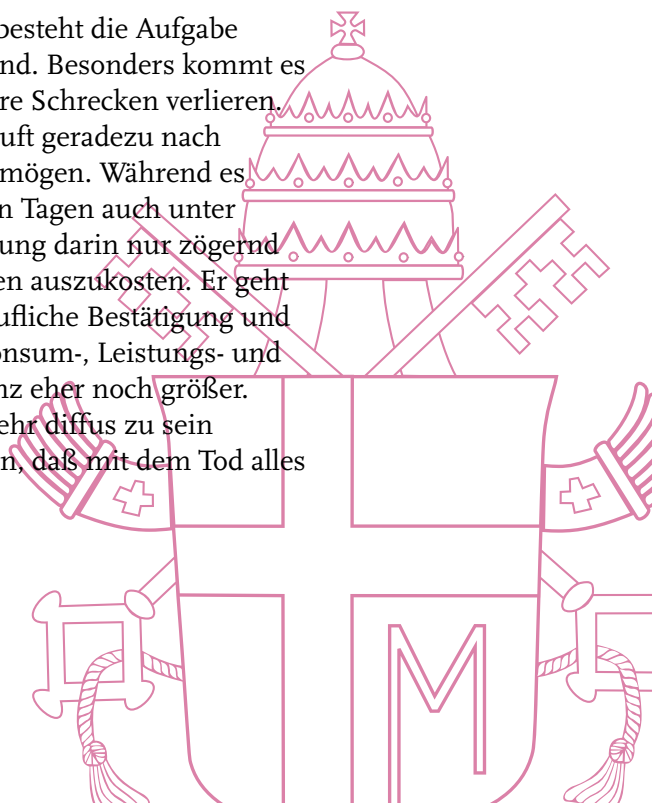 besteht die Aufgabe
nd. Besonders kommt es
re Schrecken verlieren.
uft geradezu nach
mögen. Während es
n Tagen auch unter
ung darin nur zögernd
en auszukosten. Er geht
ufliche Bestätigung und
onsum-, Leistungs- und
nz eher noch größer.
ehr diffus zu sein
n, daß mit dem Tod alles
M